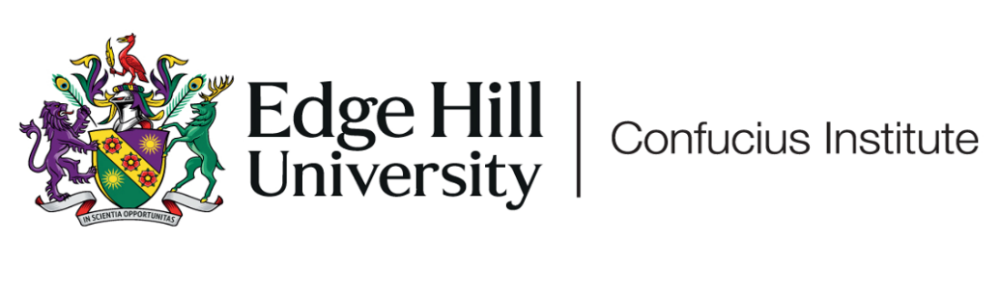 Edge Hill
University
Confucius Institute
IN SCIENTIA OPPORTUNITAS